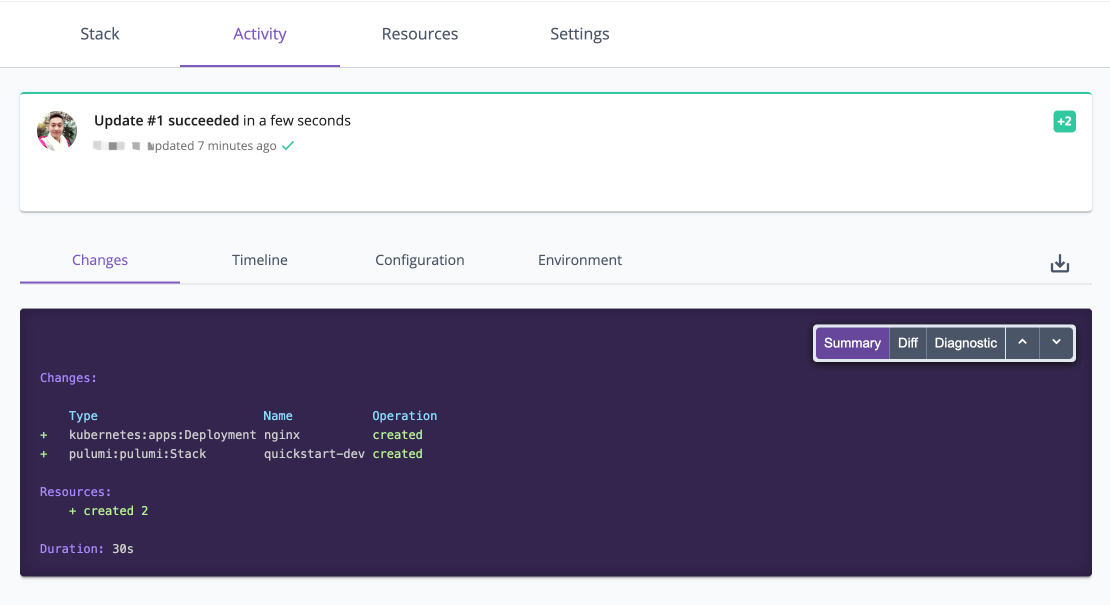 Stack Activity Resources Settings
Update #1 succeeded in a few seconds
+2
updated 7 minutes ago
Changes Timeline Configuration Environment
Summary Diff Diagnostic
Changes:
Type Name Operation
+ kubernetes:apps:Deployment nginx created
+ pulumi:pulumi:Stack quickstart-dev created
Resources:
+ created 2
Duration: 30s